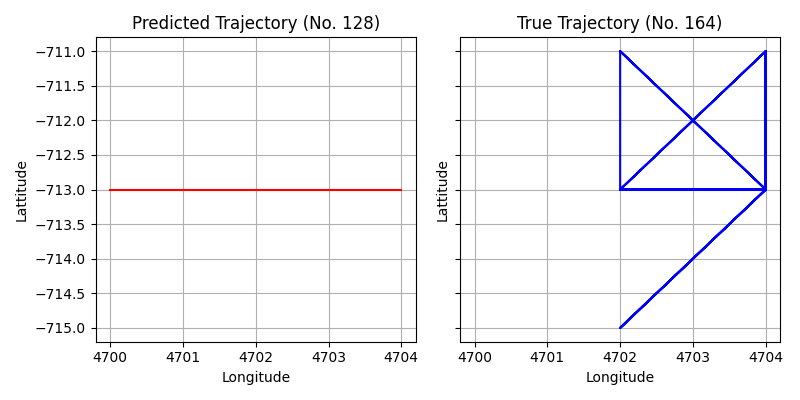 Predicted Trajectory (No. 128)
True Trajectory (No. 164)
Lattitude
−711.0
−711.5
−712.0
−712.5
−713.0
−713.5
−714.0
−714.5
−715.0
4700 4701 4702 4703 4704
Longitude
Lattitude
4700 4701 4702 4703 4704
Longitude